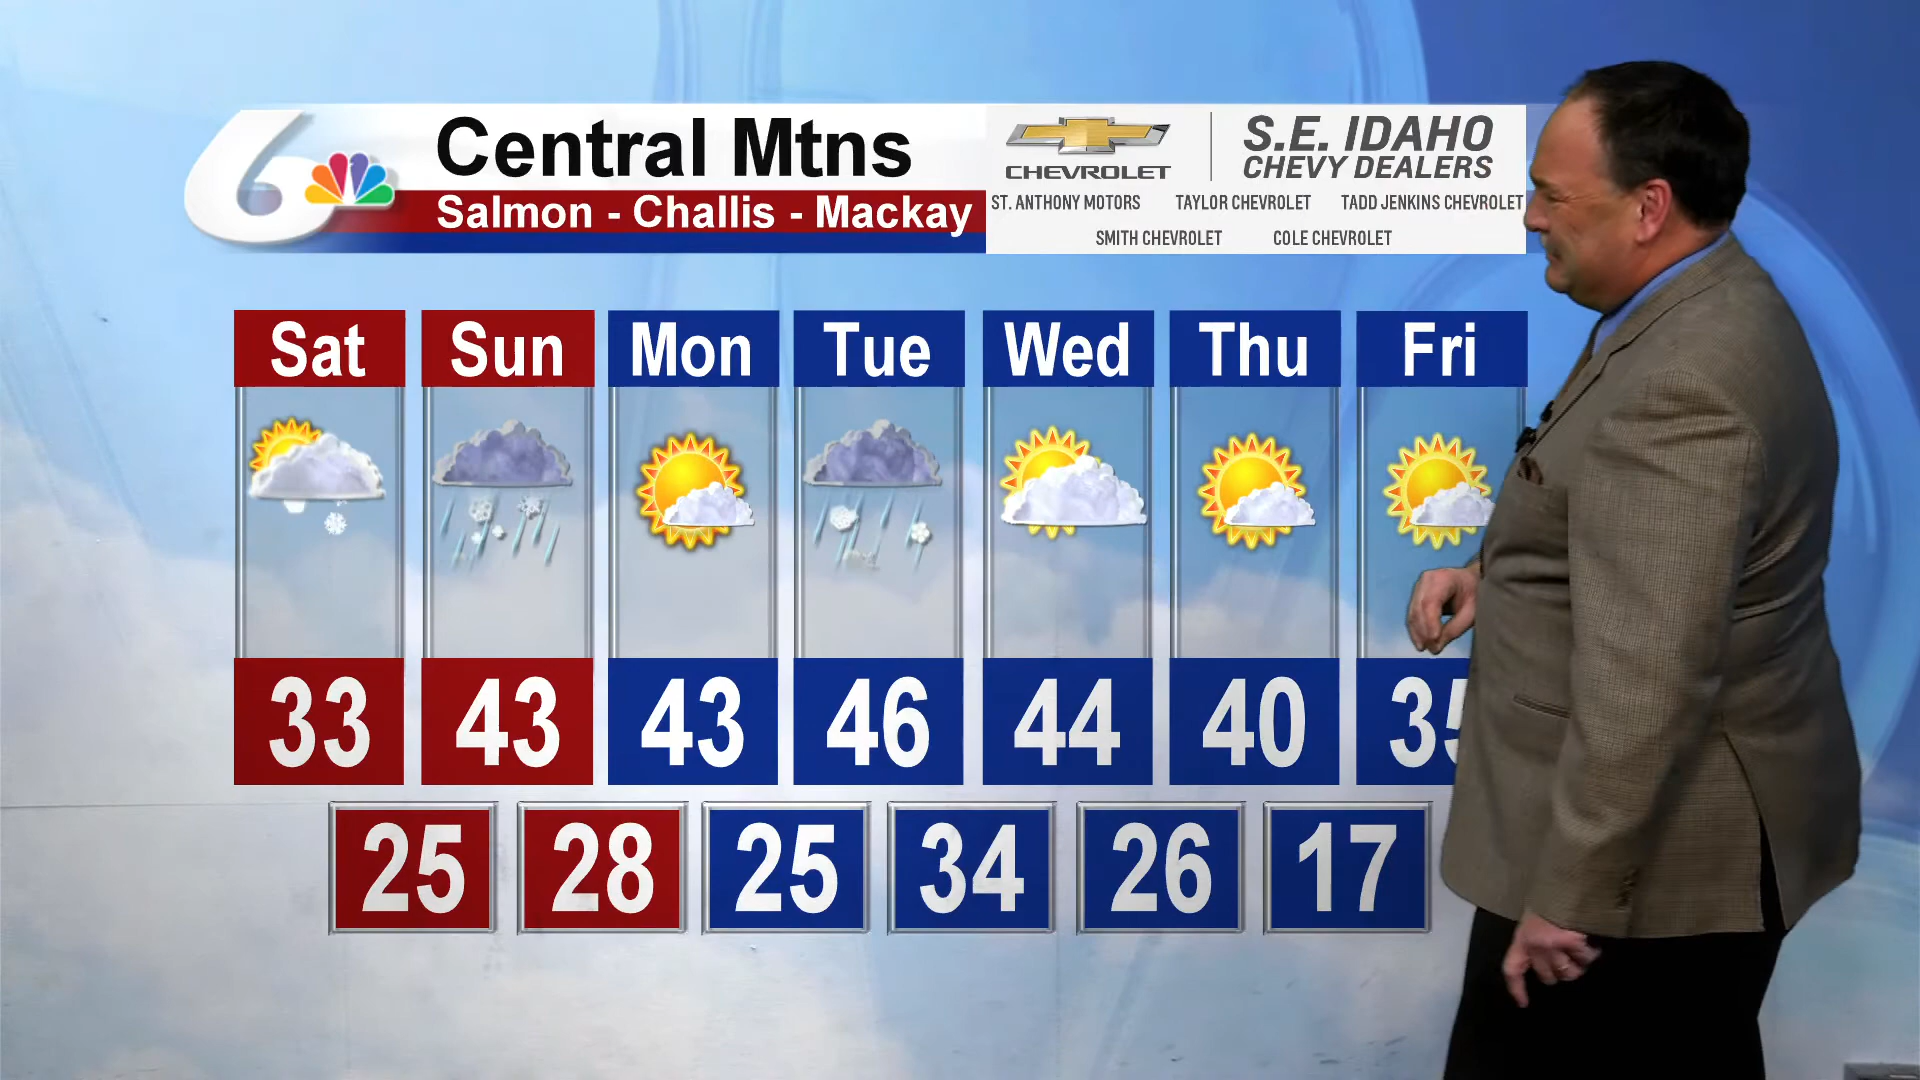 6
Central Mtns
Salmon - Challis - Mackay
CHEVROLET
S.E. IDAHO
CHEVY DEALERS
ST. ANTHONY MOTORS TAYLOR CHEVROLET TADD JENKINS CHEVROLET
SMITH CHEVROLET COLE CHEVROLET
Sat Sun Mon Tue Wed Thu Fri
33 43 43 46 44 40 35
25 28 25 34 26 17